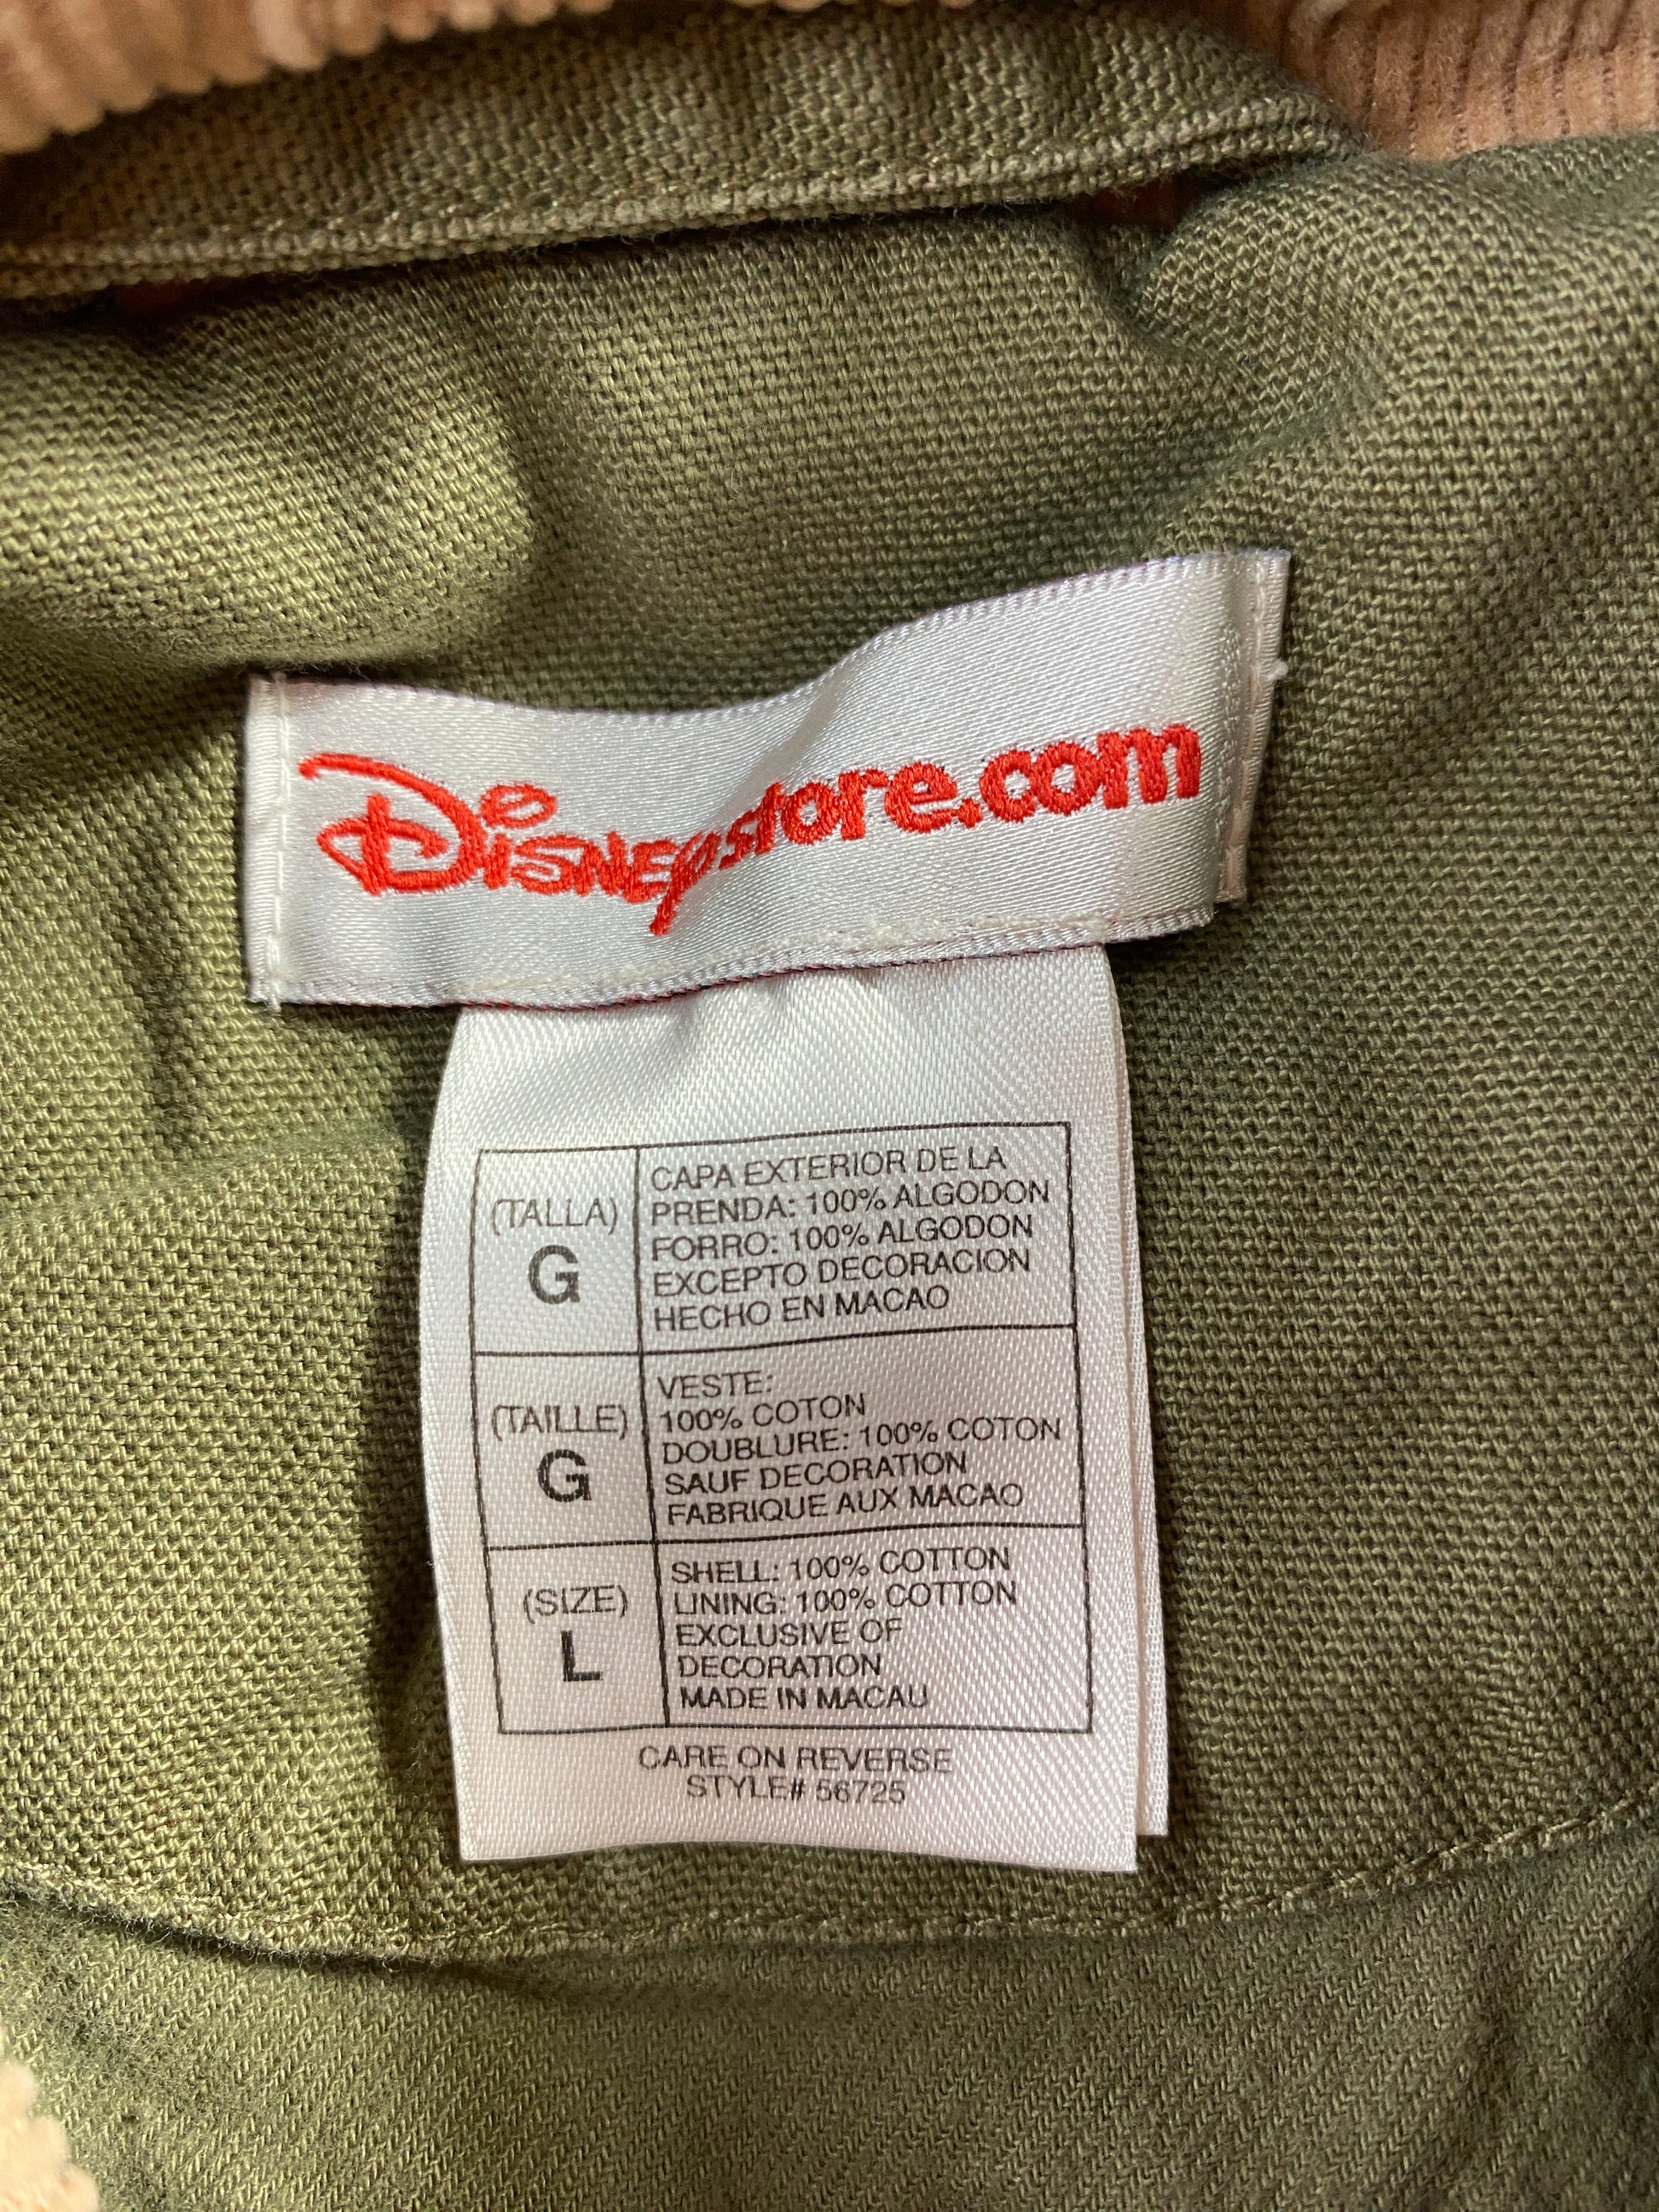 Disneystore.com
(TALLA)
G
CAPA EXTERIOR DE LA
PRENDA: 100% ALGODON
FORRO: 100% ALGODON
EXCEPTO DECORACION
HECHO EN MACAO
(TAILLE)
G
VESTE:
100% COTON
DOUBLURE: 100% COTON
SAUF DECORATION
FABRIQUE AUX MACAO
(SIZE)
L
SHELL: 100% COTTON
LINING: 100% COTTON
EXCLUSIVE OF
DECORATION
MADE IN MACAU
CARE ON REVERSE
STYLE# 56725